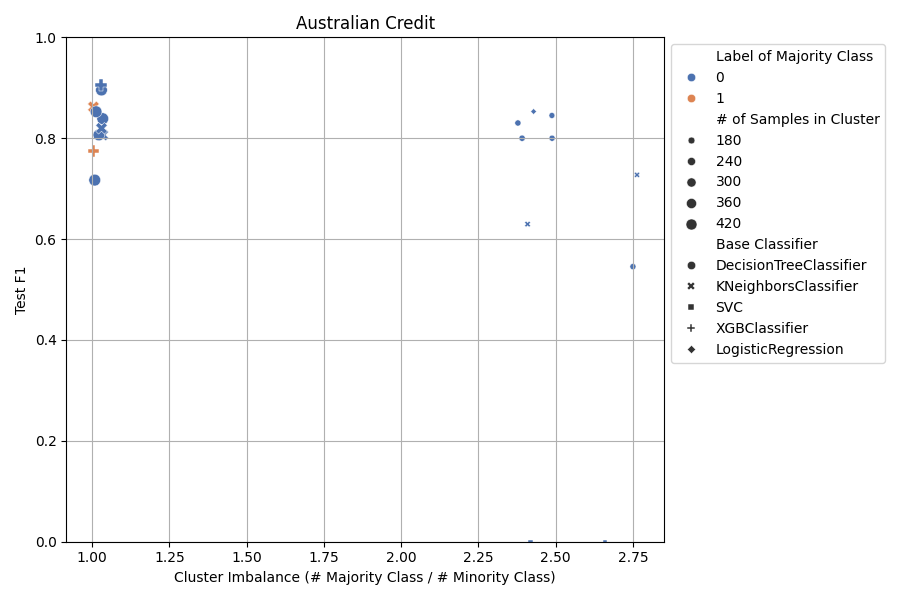 Australian Credit
1.0
0.8
0.6
0.4
0.2
0.0
Test F1
1.00
1.25
1.50
1.75
2.00
2.25
2.50
2.75
Cluster Imbalance (# Majority Class / # Minority Class)
Label of Majority Class
0
1
# of Samples in Cluster
180
240
300
360
420
Base Classifier
DecisionTreeClassifier
KNeighborsClassifier
SVC
XGBClassifier
LogisticRegression